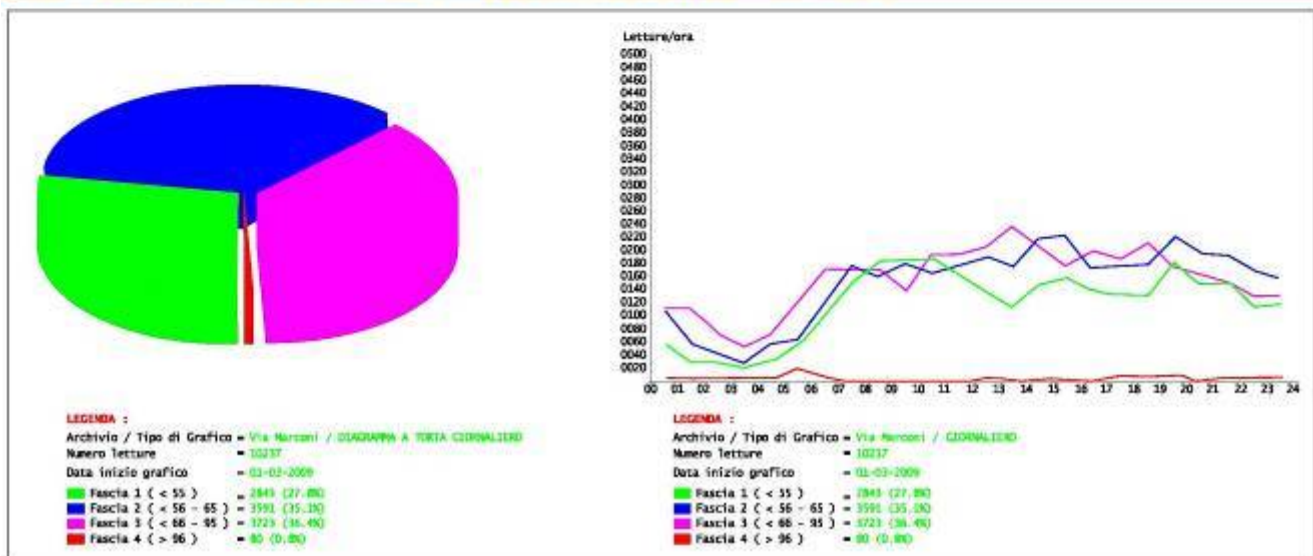 Letture/ora
0500
0480
0460
0440
0420
0400
0380
0360
0340
0320
0300
0280
0260
0240
0220
0200
0180
0160
0140
0120
0100
0080
0060
0040
0020
00 01 02 03 04 05 06 07 08 09 10 11 12 13 14 15 16 17 18 19 20 21 22 23 24
LEGENDA :
Archivio / Tipo di Grafico = Via Marconi / DIAGRAMMA A TORTA GIORNALIERO
Numero letture = 10237
Data inizio grafico = 01-03-2009
Fascia 1 ( < 55 ) = 2843 (27.8%)
Fascia 2 ( < 56 - 65 ) = 3591 (35.1%)
Fascia 3 ( < 66 - 95 ) = 3723 (36.4%)
Fascia 4 ( > 96 ) = 80 (0.8%)
LEGENDA :
Archivio / Tipo di Grafico = Via Marconi / GIORNALIERO
Numero letture = 10237
Data inizio grafico = 01-03-2009
Fascia 1 ( < 55 ) = 2843 (27.8%)
Fascia 2 ( < 56 - 65 ) = 3591 (35.1%)
Fascia 3 ( < 66 - 95 ) = 3723 (36.4%)
Fascia 4 ( > 96 ) = 80 (0.8%)